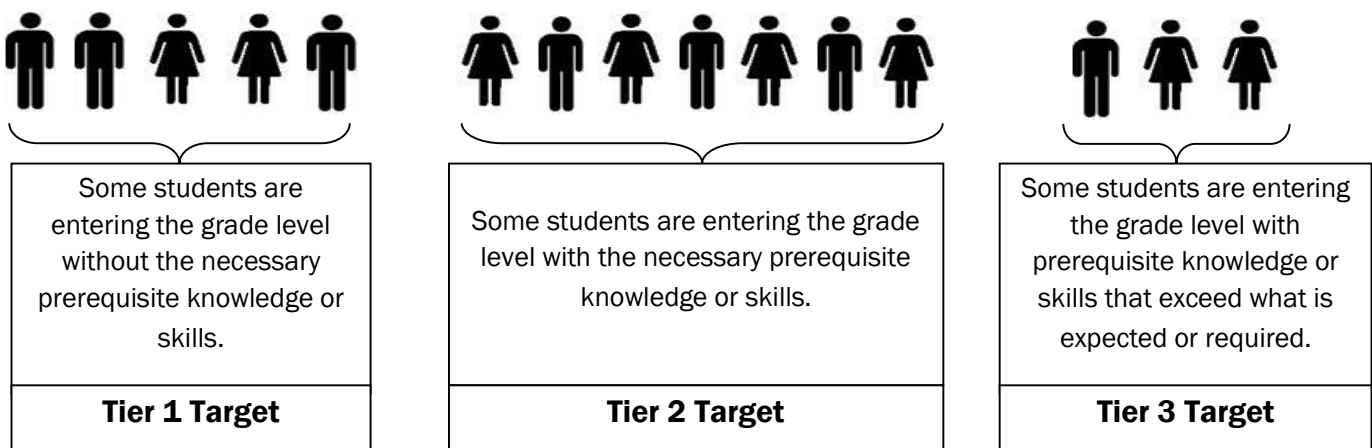 Some students are
entering the grade level
without the necessary
prerequisite knowledge or
skills.
Tier 1 Target
Some students are entering the grade
level with the necessary prerequisite
knowledge or skills.
Tier 2 Target
Some students are entering
the grade level with
prerequisite knowledge or
skills that exceed what is
expected or required.
Tier 3 Target